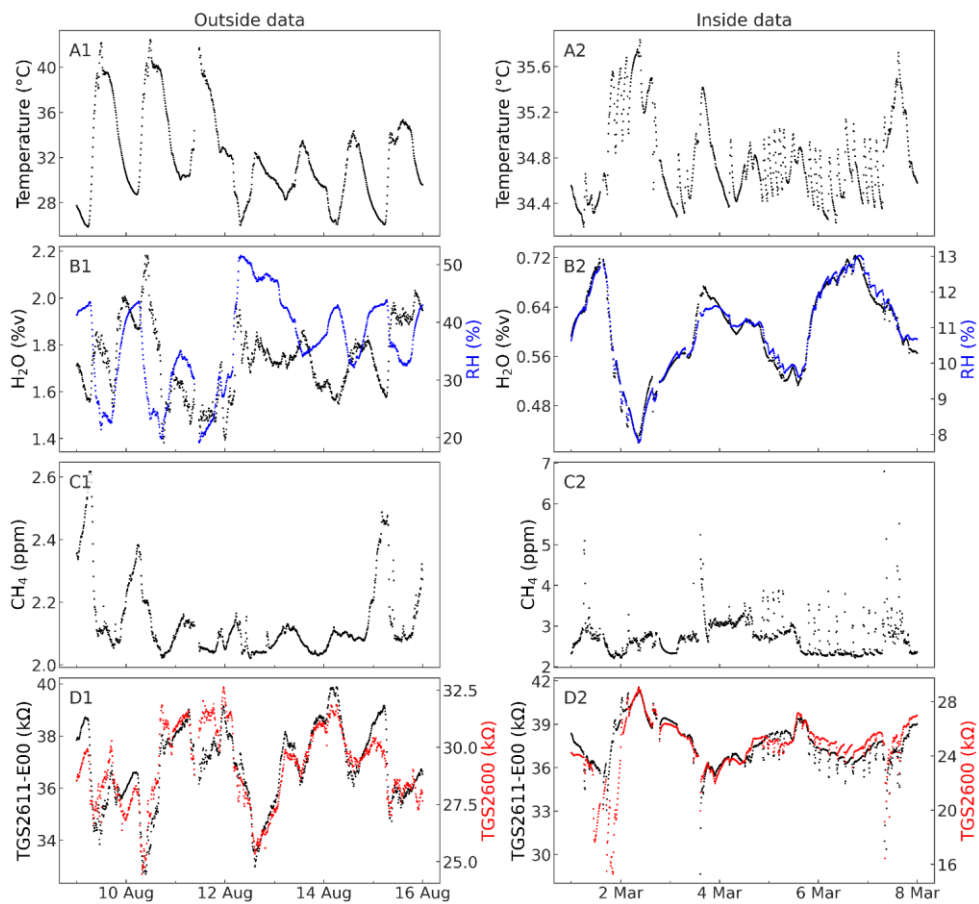 Outside data
Inside data
A1
Temperature (°C)
40
36
32
28
A2
Temperature (°C)
35.6
35.2
34.8
34.4
B1
H₂O (%v)
2.2
2.0
1.8
1.6
1.4
RH (%)
50
40
30
20
B2
H₂O (%v)
0.72
0.64
0.56
0.48
RH (%)
13
12
11
10
9
8
C1
CH₄ (ppm)
2.6
2.4
2.2
2.0
C2
CH₄ (ppm)
7
6
5
4
3
2
D1
TGS2611-E00 (kΩ)
40
38
36
34
TGS2600 (kΩ)
32.5
30.0
27.5
25.0
D2
TGS2611-E00 (kΩ)
42
39
36
33
30
TGS2600 (kΩ)
28
24
20
16
10 Aug 12 Aug 14 Aug 16 Aug
2 Mar 4 Mar 6 Mar 8 Mar